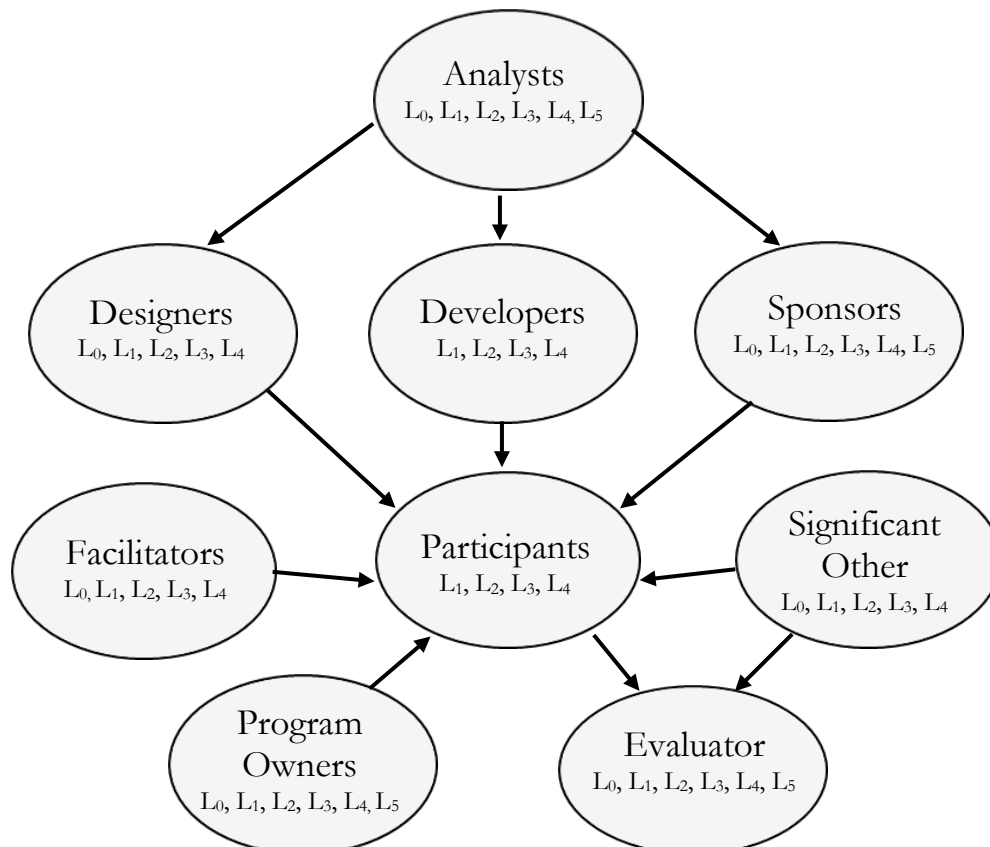 Analysts
L₀, L₁, L₂, L₃, L₄, L₅
Designers
L₀, L₁, L₂, L₃, L₄
Developers
L₁, L₂, L₃, L₄
Sponsors
L₀, L₁, L₂, L₃, L₄, L₅
Facilitators
L₀, L₁, L₂, L₃, L₄
Participants
L₁, L₂, L₃, L₄
Significant
Other
L₀, L₁, L₂, L₃, L₄
Program
Owners
L₀, L₁, L₂, L₃, L₄, L₅
Evaluator
L₀, L₁, L₂, L₃, L₄, L₅